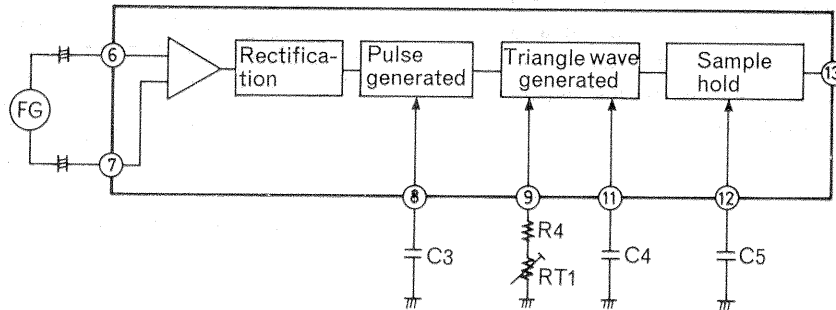 6
Rectifica-
tion
Pulse
generated
Triangle wave
generated
Sample
hold
13
FG
7
8
9
11
12
R4
C3
RT1
C4
C5